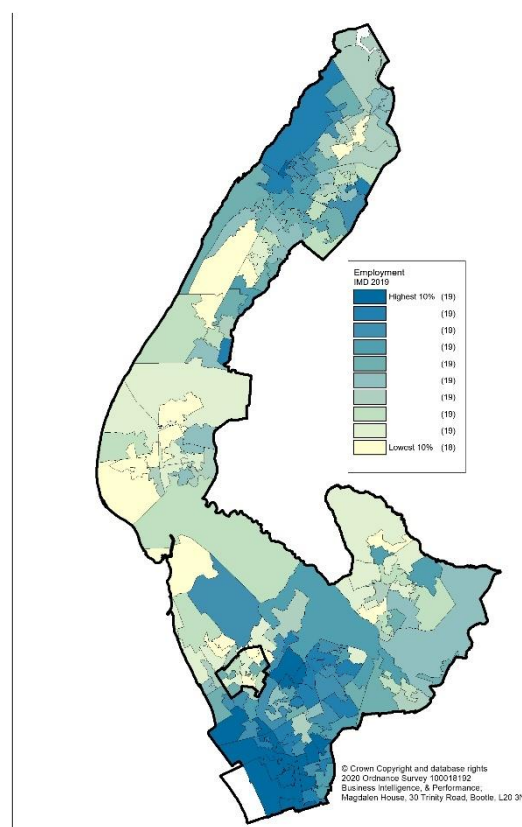 Employment
IMD 2019
Highest 10% (19)
(19)
(19)
(19)
(19)
(19)
(19)
(19)
(19)
Lowest 10% (18)
© Crown Copyright and database rights
2020 Ordnance Survey 100018192
Business Intelligence, & Performance,
Magdalen House, 30 Trinity Road, Bootle, L20